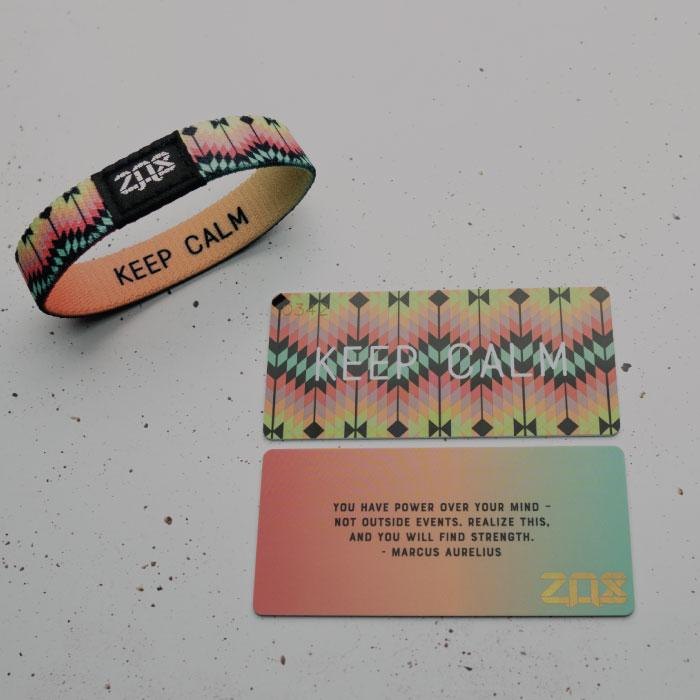 ZOX
KEEP CALM
0342
KEEP CALM
YOU HAVE POWER OVER YOUR MIND –
NOT OUTSIDE EVENTS. REALIZE THIS,
AND YOU WILL FIND STRENGTH.
- MARCUS AURELIUS
ZOX